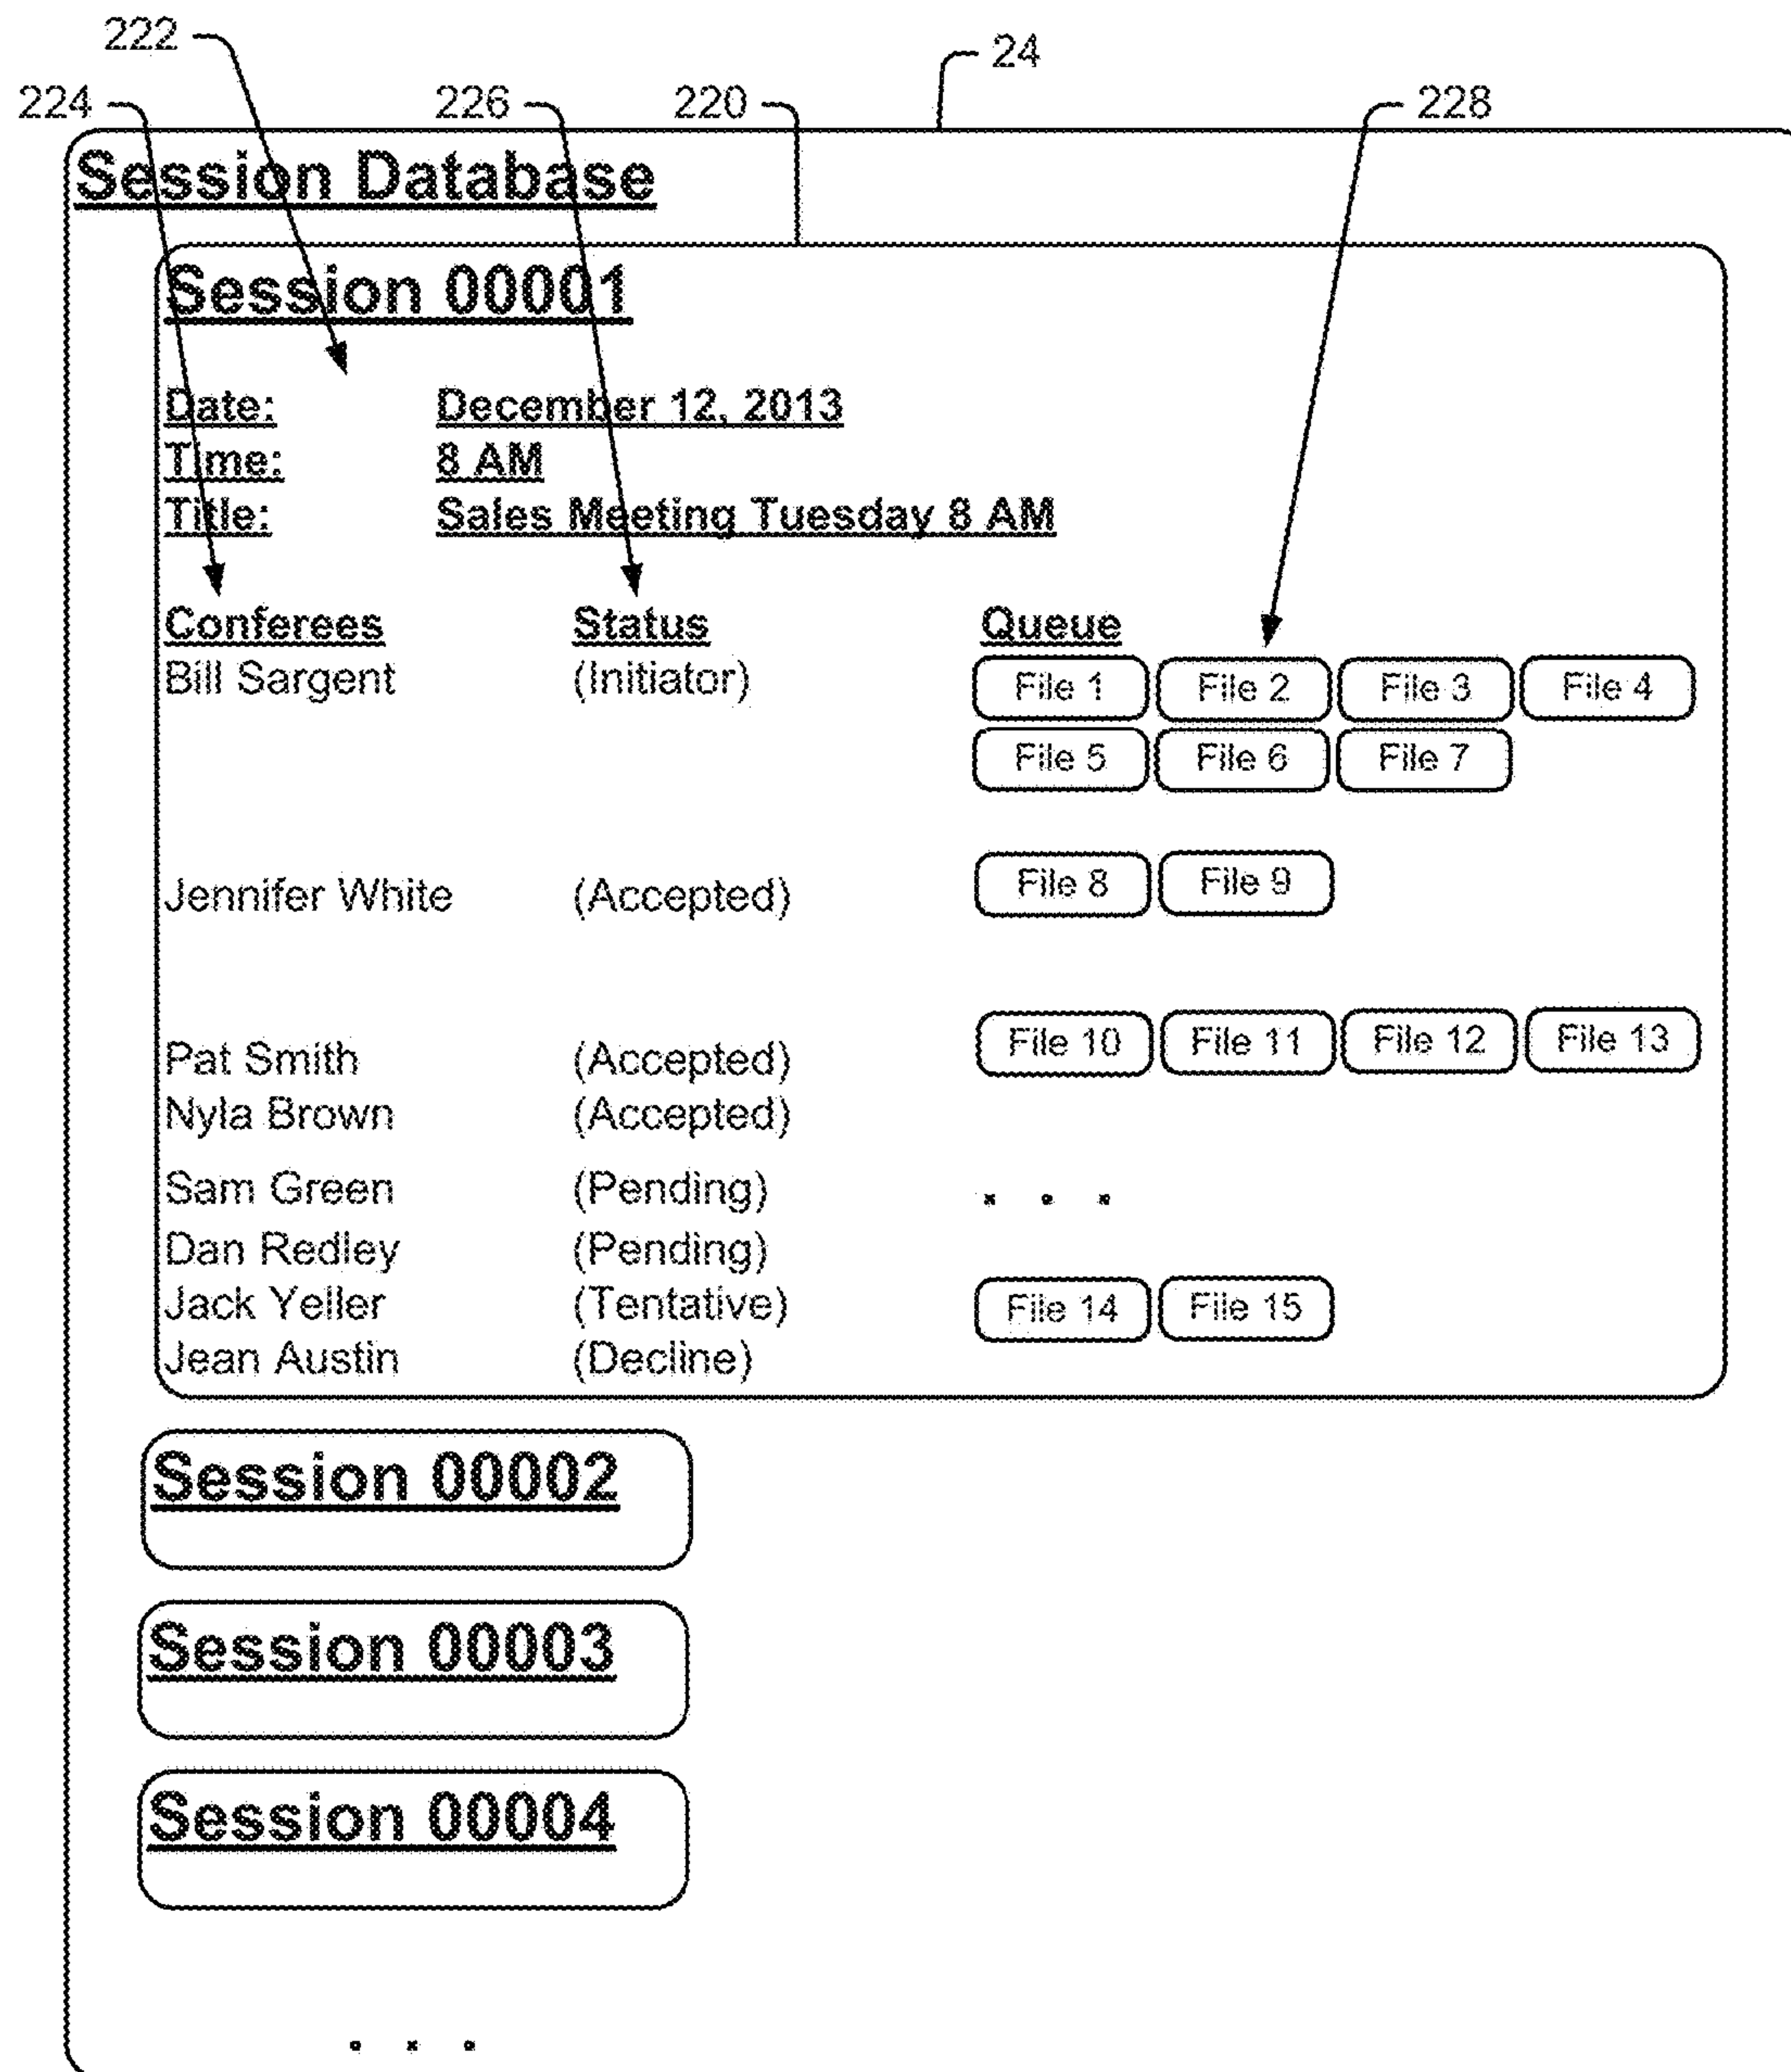 222
24
224 226 220 228
Session Database
Session 00001
Date: December 12, 2013
Time: 8 AM
Title: Sales Meeting Tuesday 8 AM
Conferees Status Queue
Bill Sargent (Initiator) File 1 File 2 File 3 File 4
File 5 File 6 File 7
Jennifer White (Accepted) File 8 File 9
Pat Smith (Accepted) File 10 File 11 File 12 File 13
Nyla Brown (Accepted)
Sam Green (Pending) . . .
Dan Redley (Pending)
Jack Yeller (Tentative) File 14 File 15
Jean Austin (Decline)
Session 00002
Session 00003
Session 00004
. . .